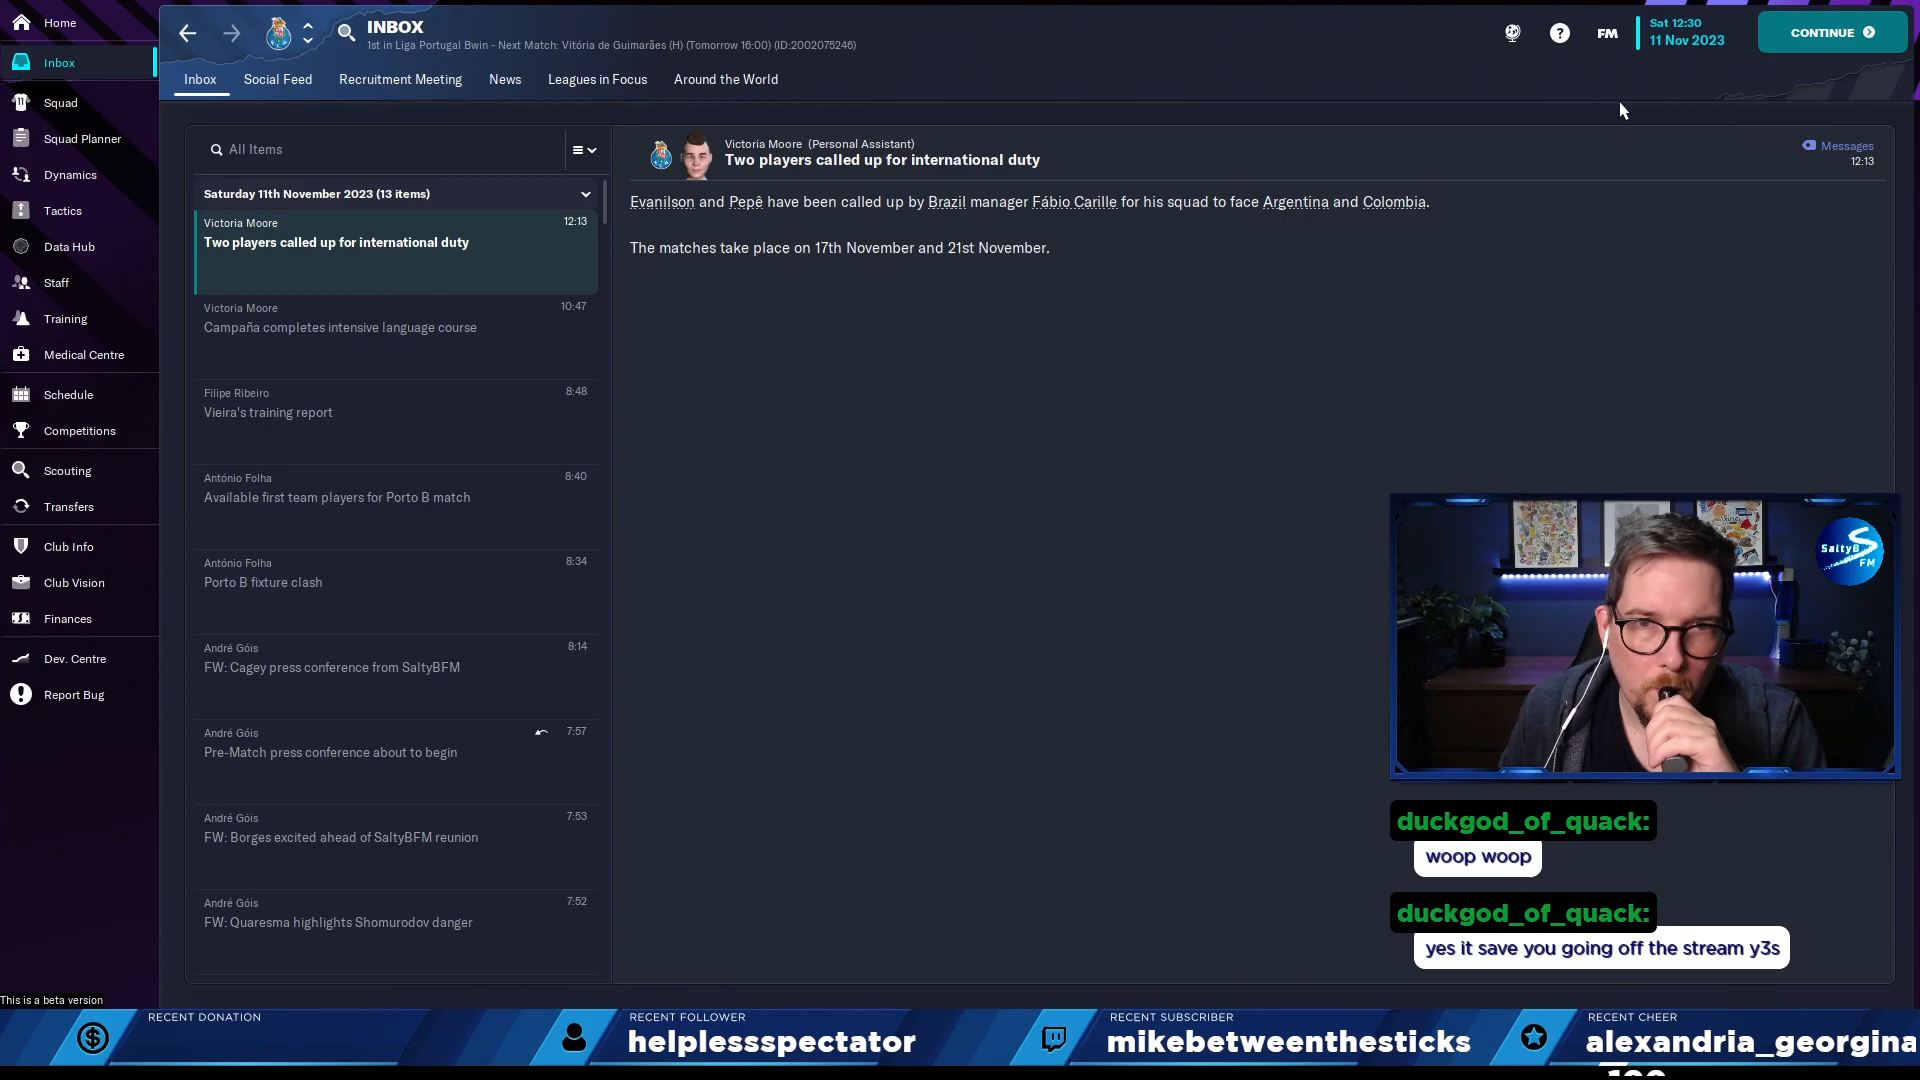 Home
Inbox
Squad
Squad Planner
Dynamics
Tactics
Data Hub
Staff
Training
Medical Centre
Schedule
Competitions
Scouting
Transfers
Club Info
Club Vision
Finances
Dev. Centre
Report Bug
This is a beta version
INBOX
1st in Liga Portugal Bwin - Next Match: Vitória de Guimarães (H) (Tomorrow 16:00) (ID:2002075246)
FM
Sat 12:30
11 Nov 2023
CONTINUE
Inbox Social Feed Recruitment Meeting News Leagues in Focus Around the World
All Items
Saturday 11th November 2023 (13 items)
Victoria Moore 12:13
Two players called up for international duty
Victoria Moore 10:47
Campaña completes intensive language course
Filipe Ribeiro 8:48
Vieira's training report
António Folha 8:40
Available first team players for Porto B match
António Folha 8:34
Porto B fixture clash
André Góis 8:14
FW: Cagey press conference from SaltyBFM
André Góis 7:57
Pre-Match press conference about to begin
André Góis 7:53
FW: Borges excited ahead of SaltyBFM reunion
André Góis 7:52
FW: Quaresma highlights Shomurodov danger
Victoria Moore (Personal Assistant)
Two players called up for international duty
Messages
12:13
Evanilson and Pepê have been called up by Brazil manager Fábio Carille for his squad to face Argentina and Colombia.
The matches take place on 17th November and 21st November.
SaltyB
S
FM
duckgod_of_quack:
woop woop
duckgod_of_quack:
yes it save you going off the stream y3s
RECENT DONATION
RECENT FOLLOWER
helplessspectator
RECENT SUBSCRIBER
mikebetweenthesticks
RECENT CHEER
alexandria_georgina